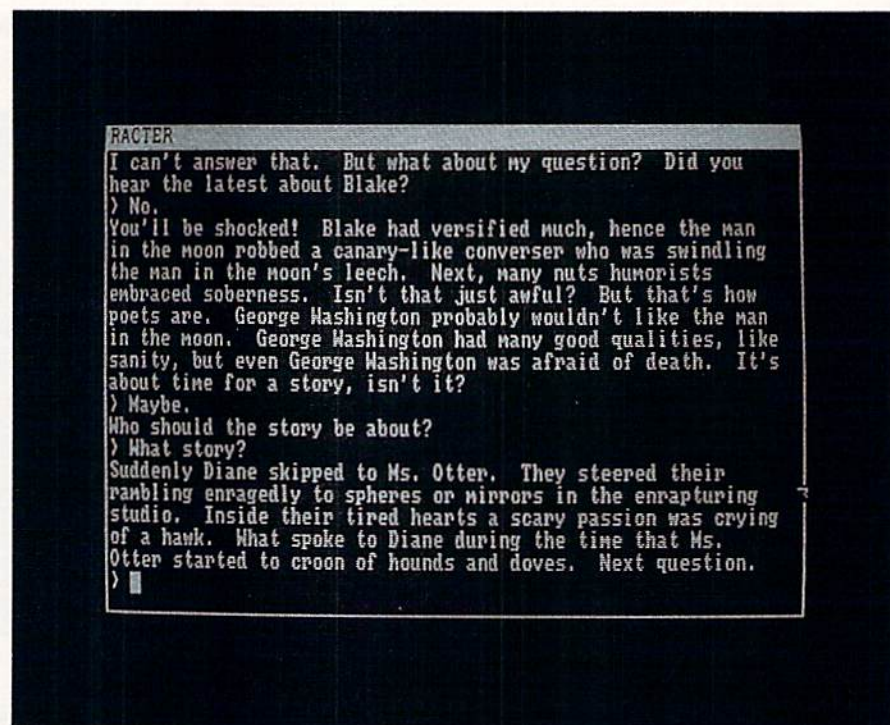 RACTER
I can't answer that.  But what about my question?  Did you
hear the latest about Blake?
> No.
You'll be shocked!  Blake had versified much, hence the man
in the moon robbed a canary-like converser who was swindling
the man in the moon's leech.  Next, many nuts humorists
embraced soberness.  Isn't that just awful?  But that's how
poets are.  George Washington probably wouldn't like the man
in the moon.  George Washington had many good qualities, like
sanity, but even George Washington was afraid of death.  It's
about time for a story, isn't it?
> Maybe.
Who should the story be about?
> What story?
Suddenly Diane skipped to Ms. Otter.  They steered their
rambling enragedly to spheres or mirrors in the enrapturing
studio.  Inside their tired hearts a scary passion was crying
of a hawk.  What spoke to Diane during the time that Ms.
Otter started to croon of hounds and doves.  Next question.
>